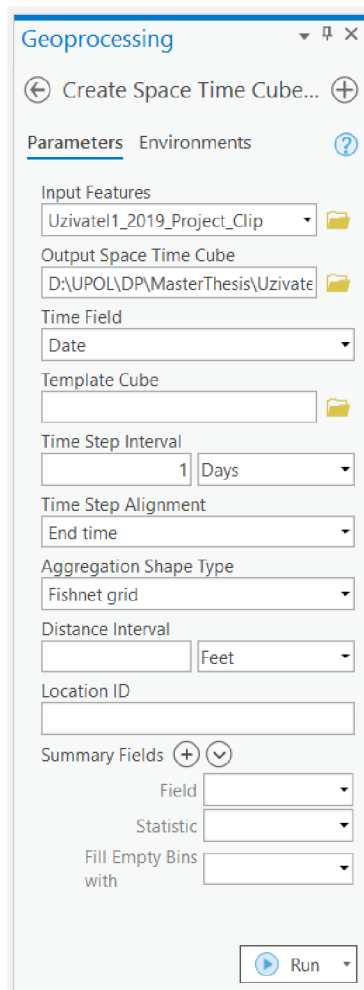 Geoprocessing
Create Space Time Cube...
Parameters Environments
Input Features
Uzivatel1_2019_Project_Clip
Output Space Time Cube
D:\UPOL\DP\MasterThesis\Uzivate
Time Field
Date
Template Cube
Time Step Interval
1 Days
Time Step Alignment
End time
Aggregation Shape Type
Fishnet grid
Distance Interval
Feet
Location ID
Summary Fields
Field
Statistic
Fill Empty Bins
with
Run